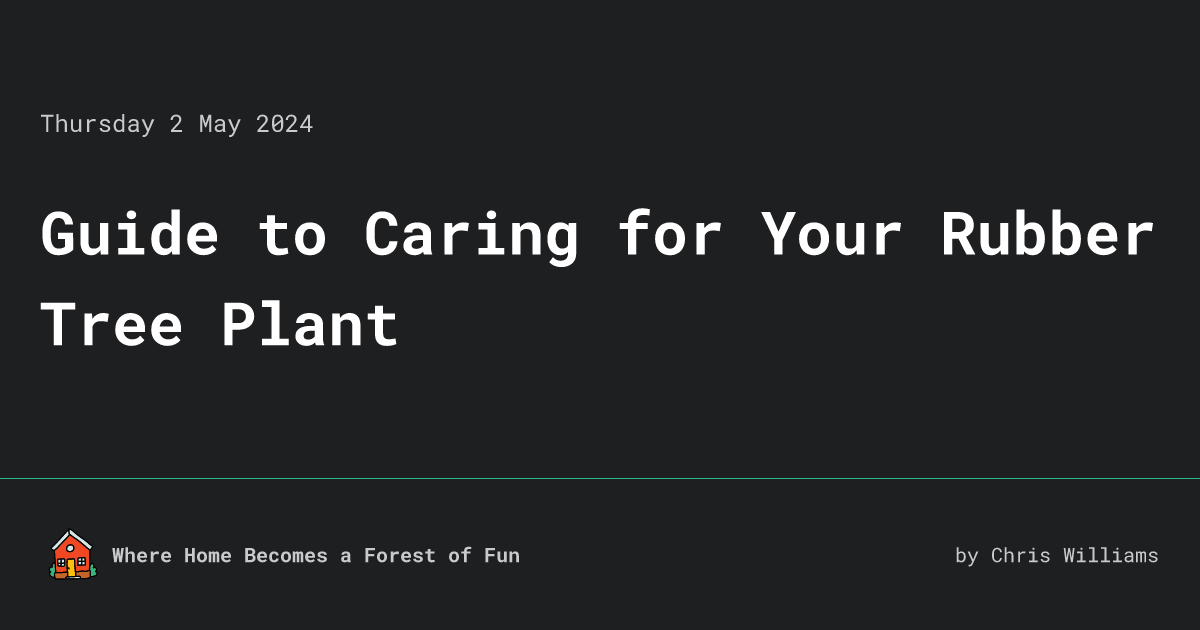 Thursday 2 May 2024
Guide to Caring for Your Rubber
Tree Plant
Where Home Becomes a Forest of Fun
by Chris Williams